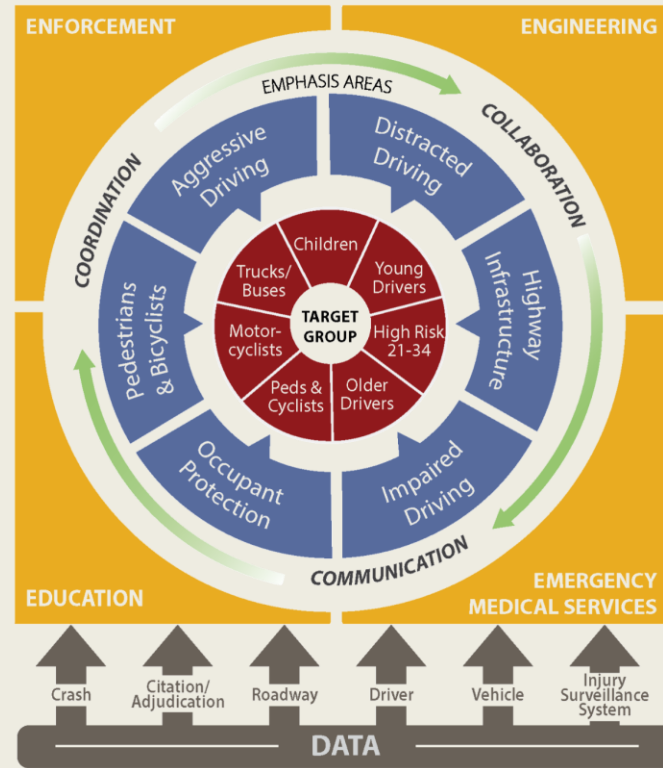 ENFORCEMENT
ENGINEERING
EMPHASIS AREAS
COORDINATION
COLLABORATION
COMMUNICATION
Aggressive
Driving
Distracted
Driving
Highway
Infrastructure
Impaired
Driving
Occupant
Protection
Pedestrians
& Bicyclists
Children
Young
Drivers
High Risk
21-34
Older
Drivers
Peds &
Cyclists
Motor-
cyclists
Trucks/
Buses
TARGET
GROUP
EDUCATION
EMERGENCY
MEDICAL SERVICES
Crash
Citation/
Adjudication
Roadway
Driver
Vehicle
Injury
Surveillance
System
DATA